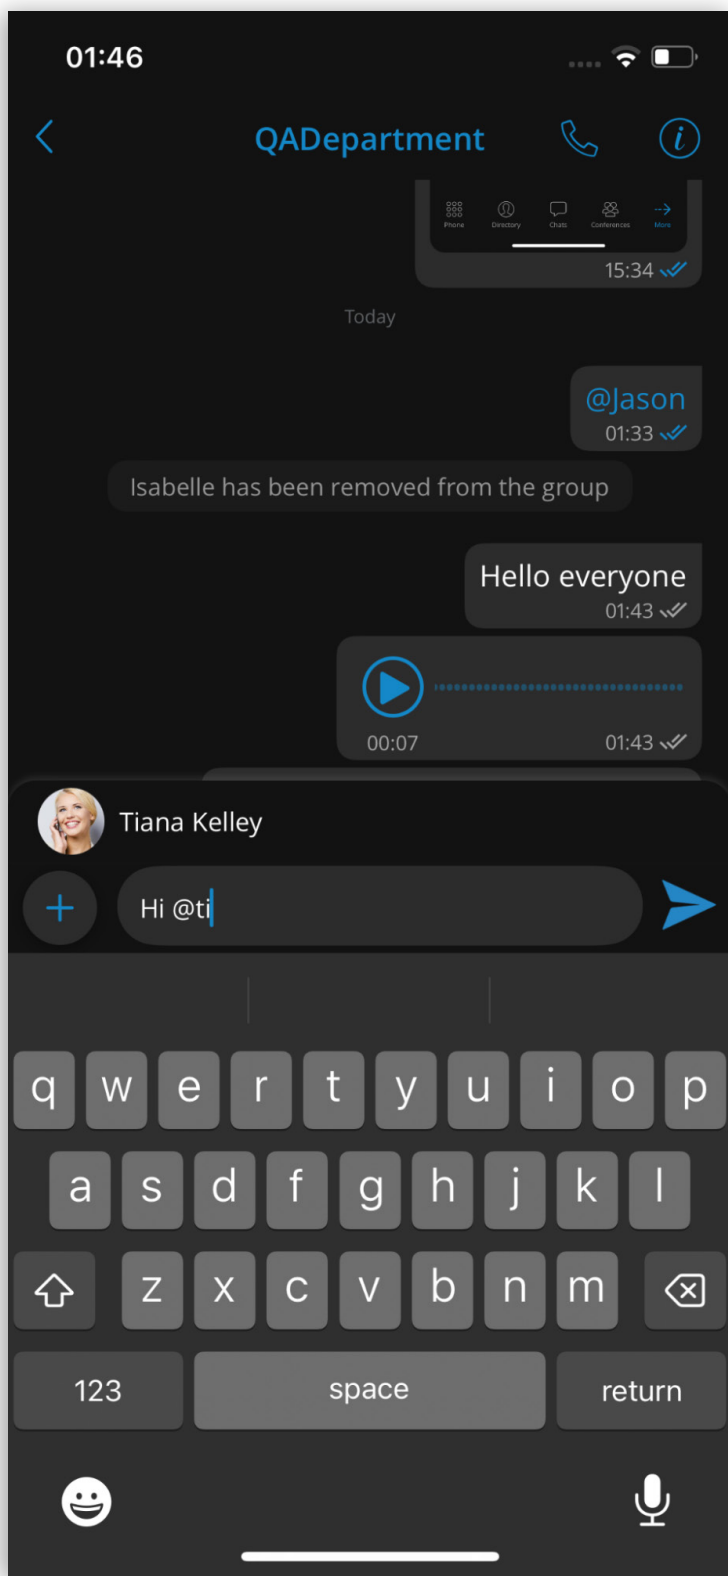 01:46
QADepartment
Phone Directory Chats Conferences More
15:34
Today
@Jason
01:33
Isabelle has been removed from the group
Hello everyone
01:43
00:07 01:43
Tiana Kelley
Hi @ti
q w e r t y u i o p
a s d f g h j k l
z x c v b n m
123 space return